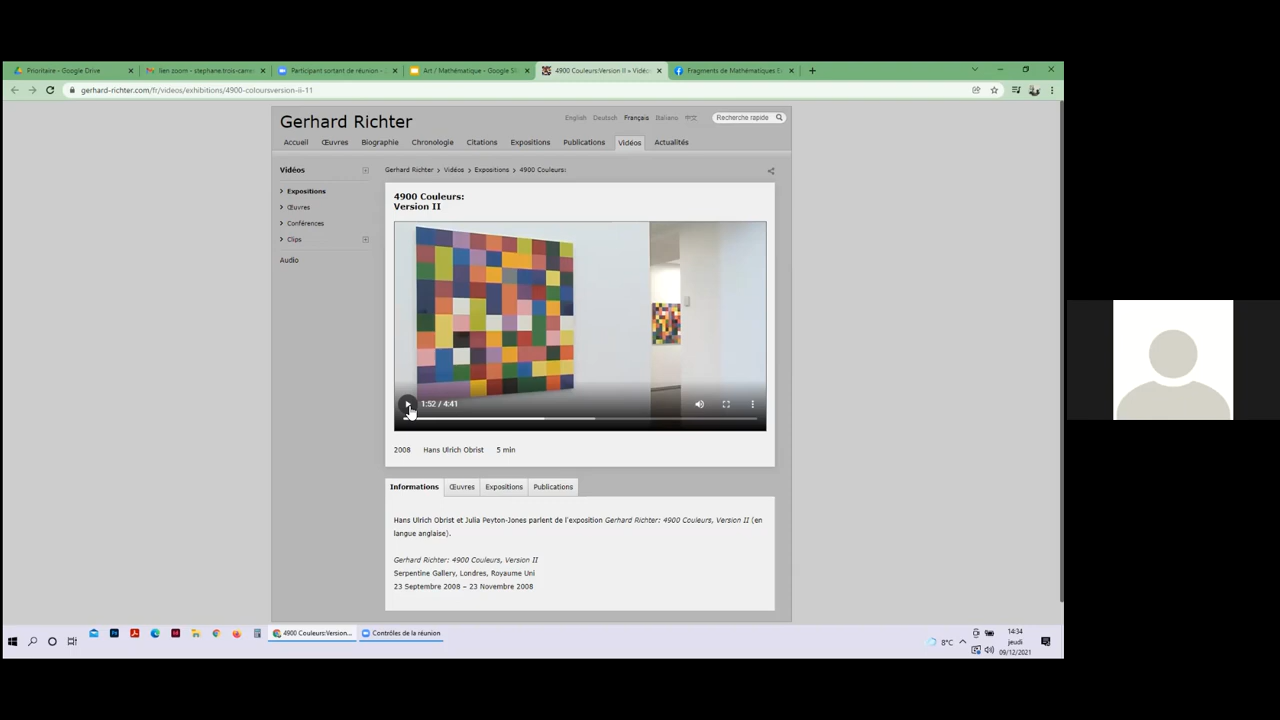 Prioritaire - Google Drive
lien zoom - stephane.trois-carre
Participant sortant de réunion -
Art / Mathématique - Google Sl
4900 Couleurs:Version II » Vidéo
Fragments de Mathématiques E
gerhard-richter.com/fr/videos/exhibitions/4900-coloursversion-ii-11
Gerhard Richter
English Deutsch Français Italiano 中文
Recherche rapide
Accueil Œuvres Biographie Chronologie Citations Expositions Publications Vidéos Actualités
Vidéos
Expositions
Œuvres
Conférences
Clips
Audio
Gerhard Richter > Vidéos > Expositions > 4900 Couleurs:
4900 Couleurs:
Version II
1:52 / 4:41
2008 Hans Ulrich Obrist 5 min
Informations Œuvres Expositions Publications
Hans Ulrich Obrist et Julia Peyton-Jones parlent de l'exposition Gerhard Richter: 4900 Couleurs, Version II (en
langue anglaise).
Gerhard Richter: 4900 Couleurs, Version II
Serpentine Gallery, Londres, Royaume Uni
23 Septembre 2008 – 23 Novembre 2008
4900 Couleurs:Version...
Contrôles de la réunion
8°C
14:34
jeudi
09/12/2021